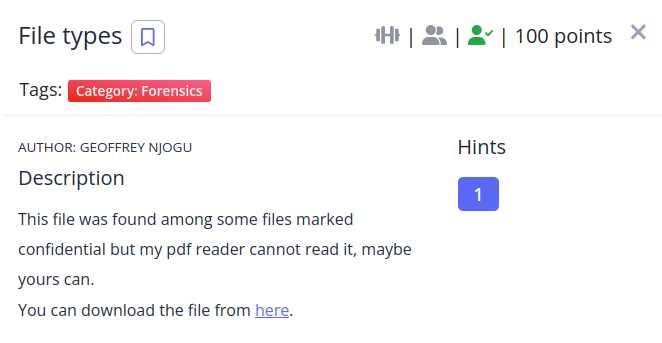 File types | | | 100 points
Tags: Category: Forensics
AUTHOR: GEOFFREY NJOGU
Description
This file was found among some files marked
confidential but my pdf reader cannot read it, maybe
yours can.
You can download the file from here.
Hints
1